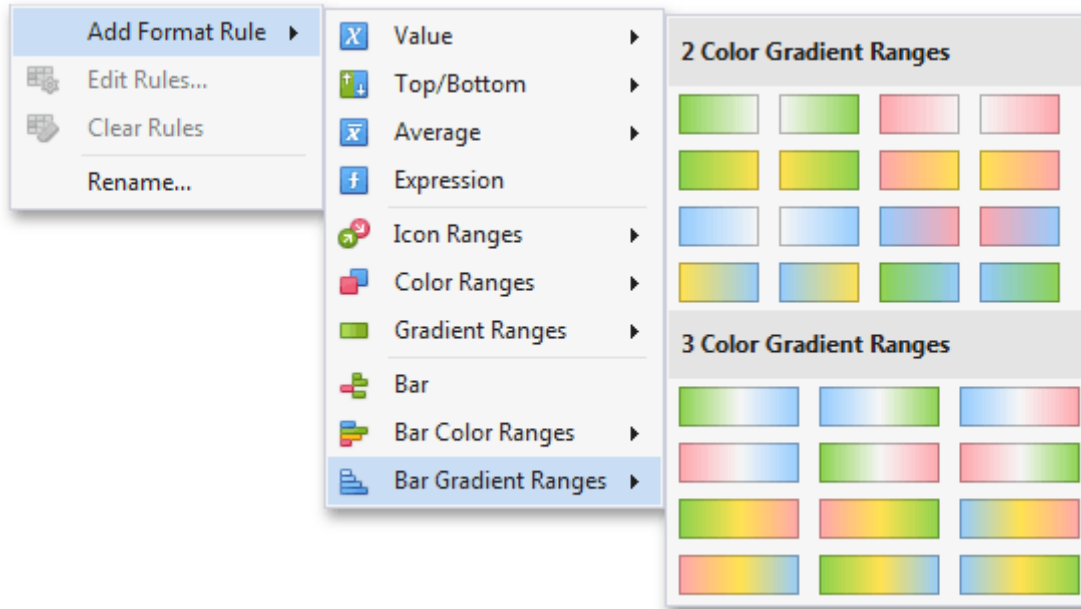 Add Format Rule
Edit Rules...
Clear Rules
Rename...
Value
Top/Bottom
Average
Expression
Icon Ranges
Color Ranges
Gradient Ranges
Bar
Bar Color Ranges
Bar Gradient Ranges
2 Color Gradient Ranges
3 Color Gradient Ranges